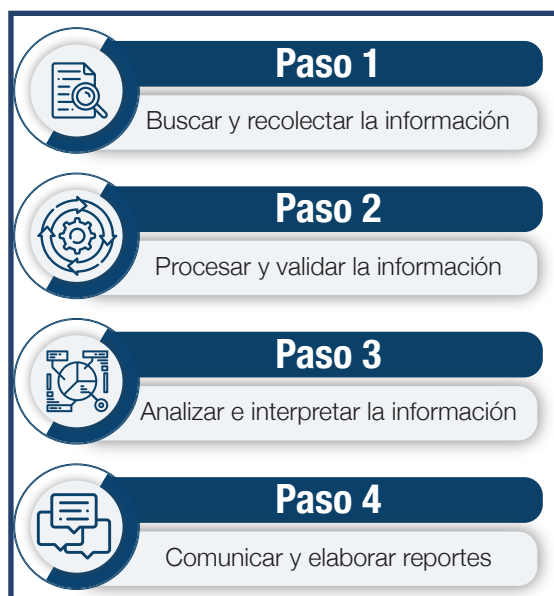 Paso 1
Buscar y recolectar la información
Paso 2
Procesar y validar la información
Paso 3
Analizar e interpretar la información
Paso 4
Comunicar y elaborar reportes